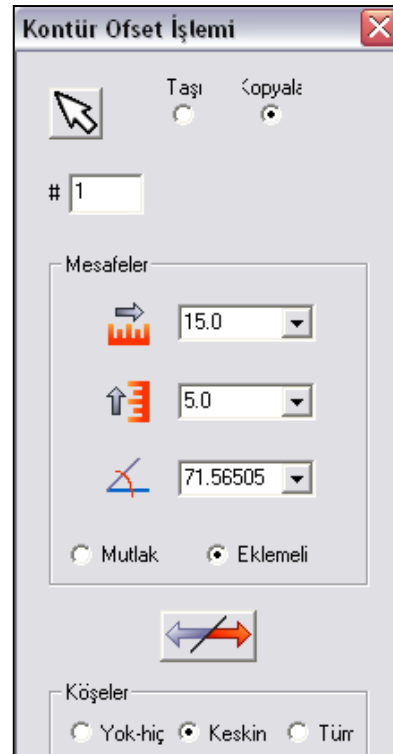 Kontür Ofset İşlemi
Taşı Kopyala
# 1
Mesafeler
15.0
5.0
71.56505
Mutlak Eklemeli
Köşeler
Yok-hiç Keskin